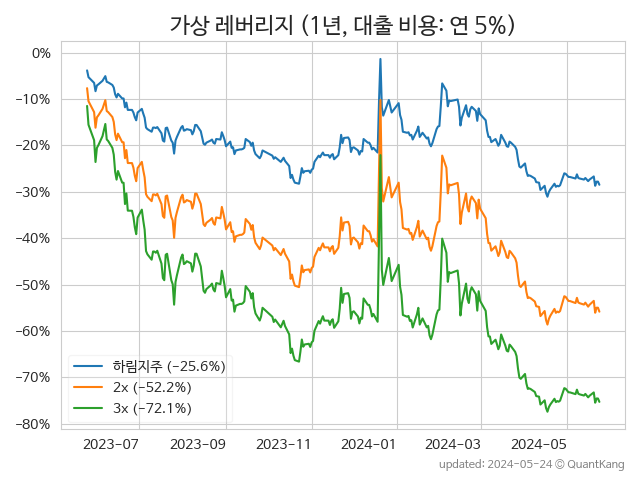 가상 레버리지 (1년, 대출 비용: 연 5%)
0%
−10%
−20%
−30%
−40%
−50%
−60%
−70%
−80%
하림지주 (−25.6%)
2x (−52.2%)
3x (−72.1%)
2023-07 2023-09 2023-11 2024-01 2024-03 2024-05
updated: 2024-05-24 © QuantKang